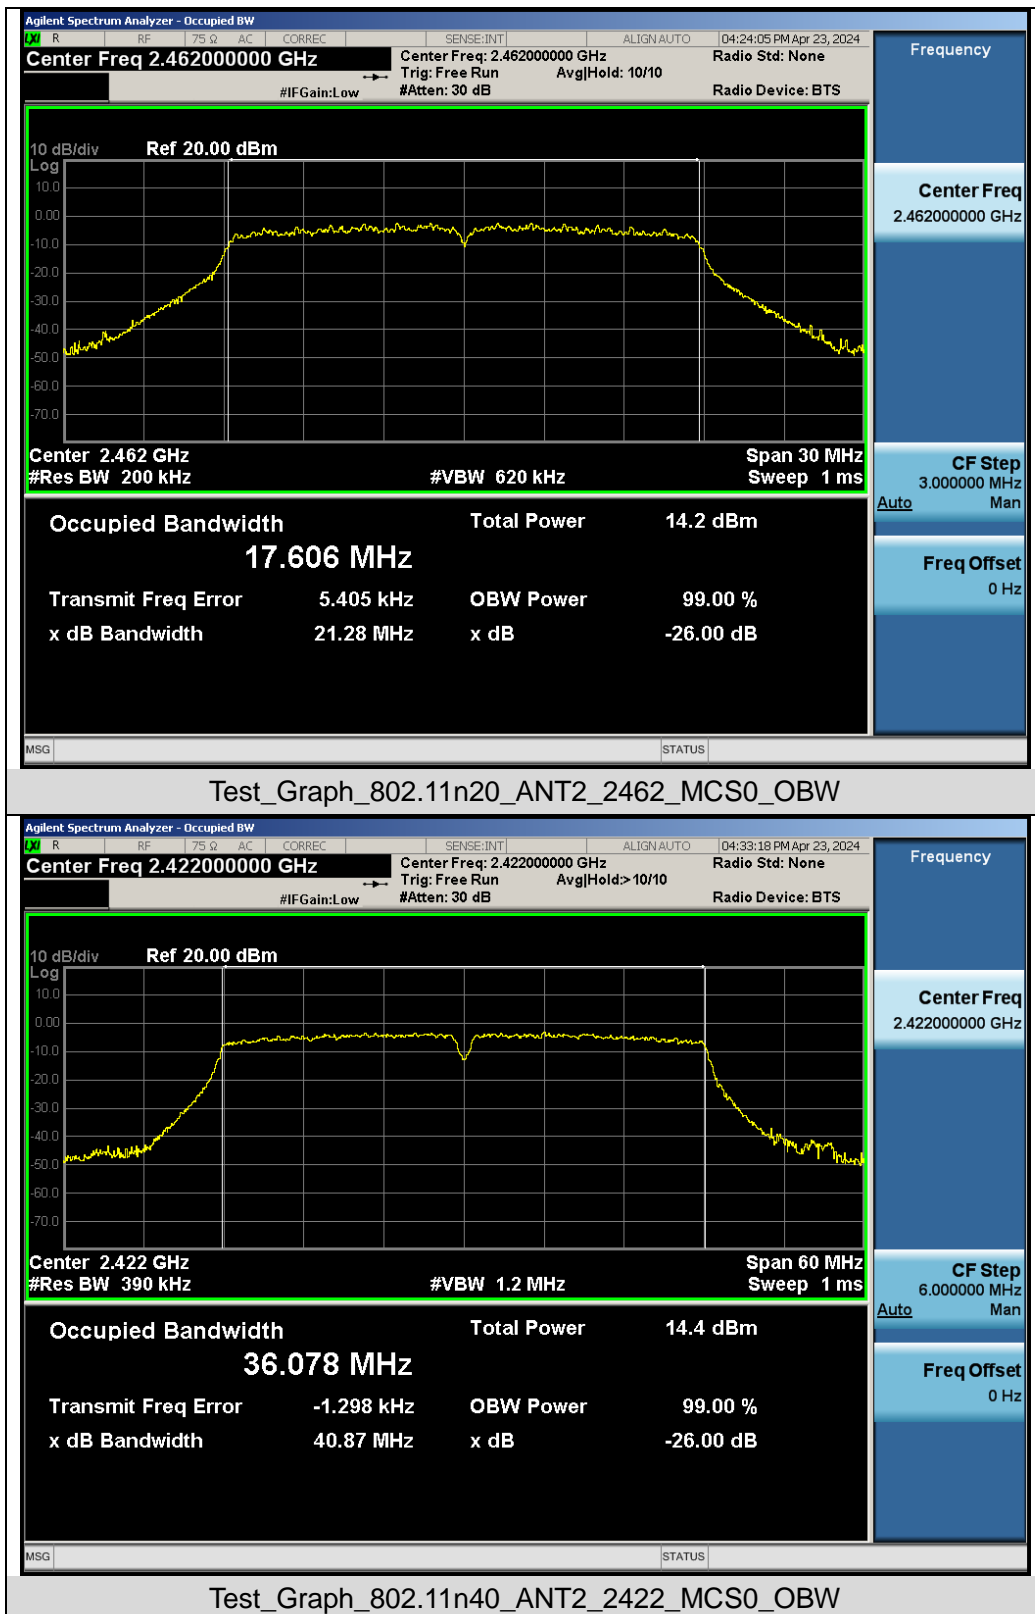 Agilent Spectrum Analyzer - Occupied BW
LXI R RF 75 Ω AC CORREC SENSE:INT ALIGN AUTO 04:24:05 PM Apr 23, 2024
Center Freq 2.462000000 GHz
Center Freq: 2.462000000 GHz Radio Std: None
Trig: Free Run Avg|Hold: 10/10
#IFGain:Low #Atten: 30 dB Radio Device: BTS
Frequency
10 dB/div Ref 20.00 dBm
Log
10.0
0.00
-10.0
-20.0
-30.0
-40.0
-50.0
-60.0
-70.0
Center Freq
2.462000000 GHz
Center 2.462 GHz Span 30 MHz
#Res BW 200 kHz #VBW 620 kHz Sweep 1 ms
CF Step
3.000000 MHz
Auto Man
Occupied Bandwidth Total Power 14.2 dBm
17.606 MHz
Freq Offset
0 Hz
Transmit Freq Error 5.405 kHz OBW Power 99.00 %
x dB Bandwidth 21.28 MHz x dB -26.00 dB
MSG STATUS
Test_Graph_802.11n20_ANT2_2462_MCS0_OBW
Agilent Spectrum Analyzer - Occupied BW
LXI R RF 75 Ω AC CORREC SENSE:INT ALIGN AUTO 04:33:18 PM Apr 23, 2024
Center Freq 2.422000000 GHz
Center Freq: 2.422000000 GHz Radio Std: None
Trig: Free Run Avg|Hold:> 10/10
#IFGain:Low #Atten: 30 dB Radio Device: BTS
Frequency
10 dB/div Ref 20.00 dBm
Log
10.0
0.00
-10.0
-20.0
-30.0
-40.0
-50.0
-60.0
-70.0
Center Freq
2.422000000 GHz
Center 2.422 GHz Span 60 MHz
#Res BW 390 kHz #VBW 1.2 MHz Sweep 1 ms
CF Step
6.000000 MHz
Auto Man
Occupied Bandwidth Total Power 14.4 dBm
36.078 MHz
Freq Offset
0 Hz
Transmit Freq Error -1.298 kHz OBW Power 99.00 %
x dB Bandwidth 40.87 MHz x dB -26.00 dB
MSG STATUS
Test_Graph_802.11n40_ANT2_2422_MCS0_OBW